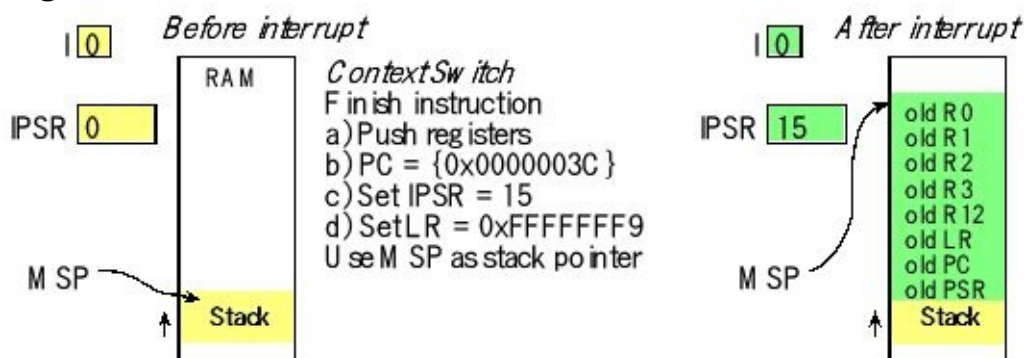 Before interrupt
I 0
RAM
IPSR 0
MSP
Stack
Context Switch
Finish instruction
a) Push registers
b) PC = {0x0000003C}
c) Set IPSR = 15
d) Set LR = 0xFFFFFFF9
Use MSP as stack pointer
After interrupt
I 0
IPSR 15
old R0
old R1
old R2
old R3
old R12
old LR
old PC
old PSR
MSP
Stack